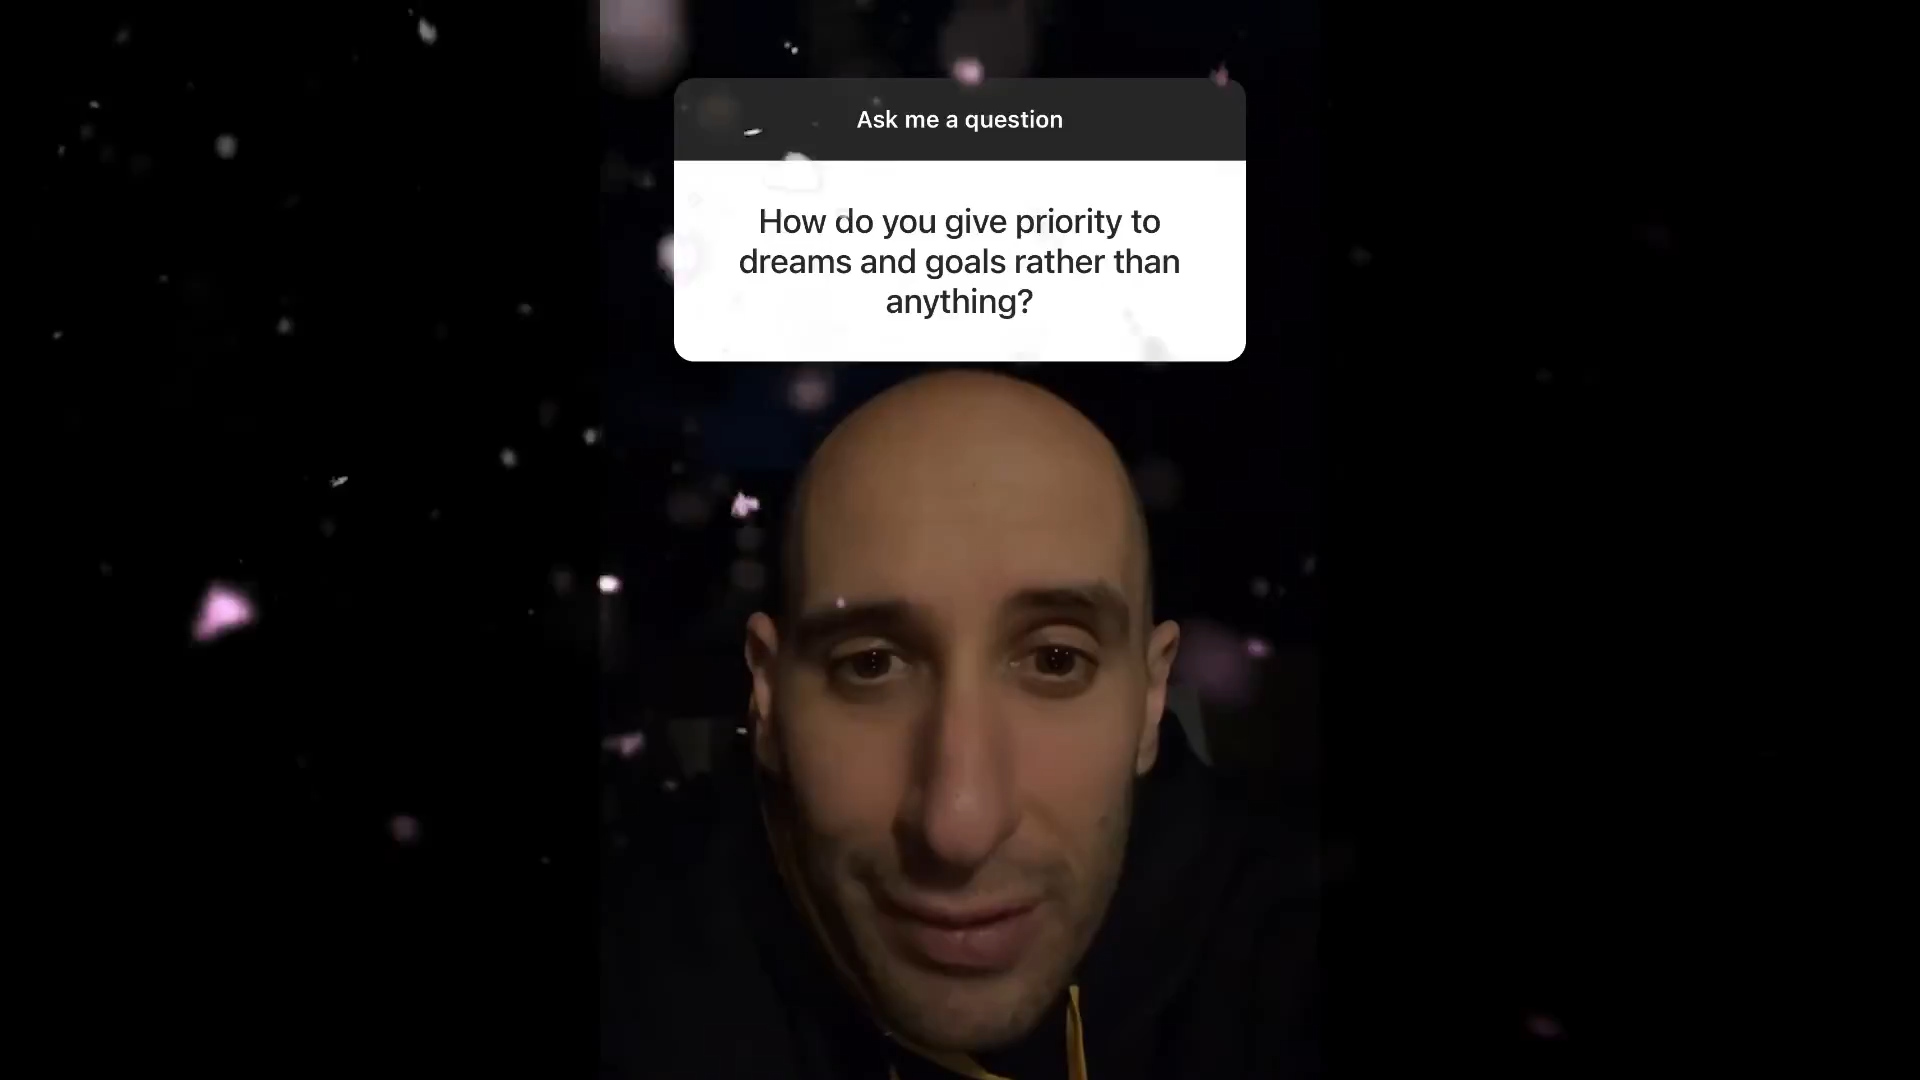 Ask me a question
How do you give priority to
dreams and goals rather than
anything?